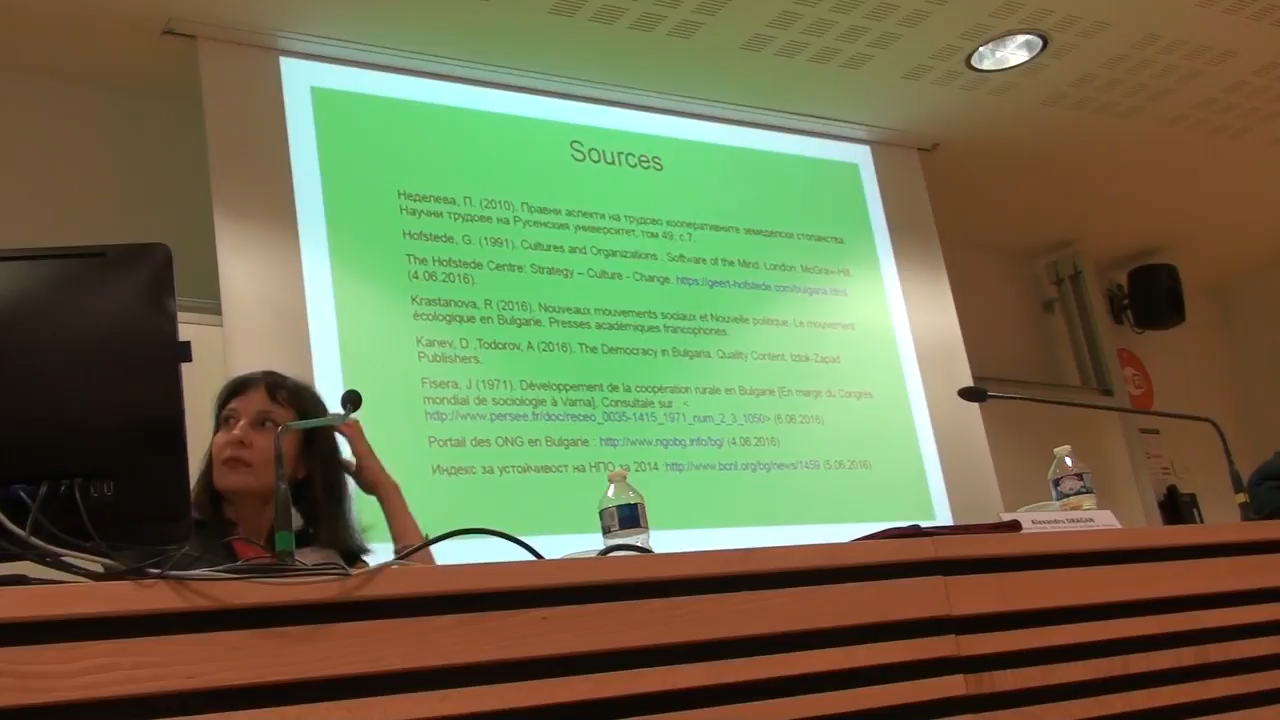 Sources
Неделева, П. (2010). Правни аспекти на трудово кооперативните земеделски стопанства.
Научни трудове на Русенския университет, том 49, с.7,
Hofstede, G. (1991). Cultures and Organizations : Software of the Mind. London: McGraw-Hill.
The Hofstede Centre: Strategy – Culture - Change. https://geert-hofstede.com/bulgaria.html
(4.06.2016).
Krastanova, R (2016). Nouveaux mouvements sociaux et Nouvelle politique. Le mouvement
écologique en Bulgarie. Presses académiques francophones.
Kanev, D ,Todorov, A (2016). The Democracy in Bulgaria. Quality Content, Iztok-Zapad
Publishers.
Fisera, J (1971). Développement de la coopération rurale en Bulgarie [En marge du Congrès
mondial de sociologie à Varna]. Consultale sur <
http://www.persee.fr/doc/receo_0035-1415_1971_num_2_3_1050> (6.06.2016)
Portail des ONG en Bulgarie : http://www.ngobg.info/bg/ (4.06.2016)
Индекс за устойчивост на НПО за 2014 http://www.bcnl.org/bg/news/1459 (5.06.2016)
Alexandru DRAGAN